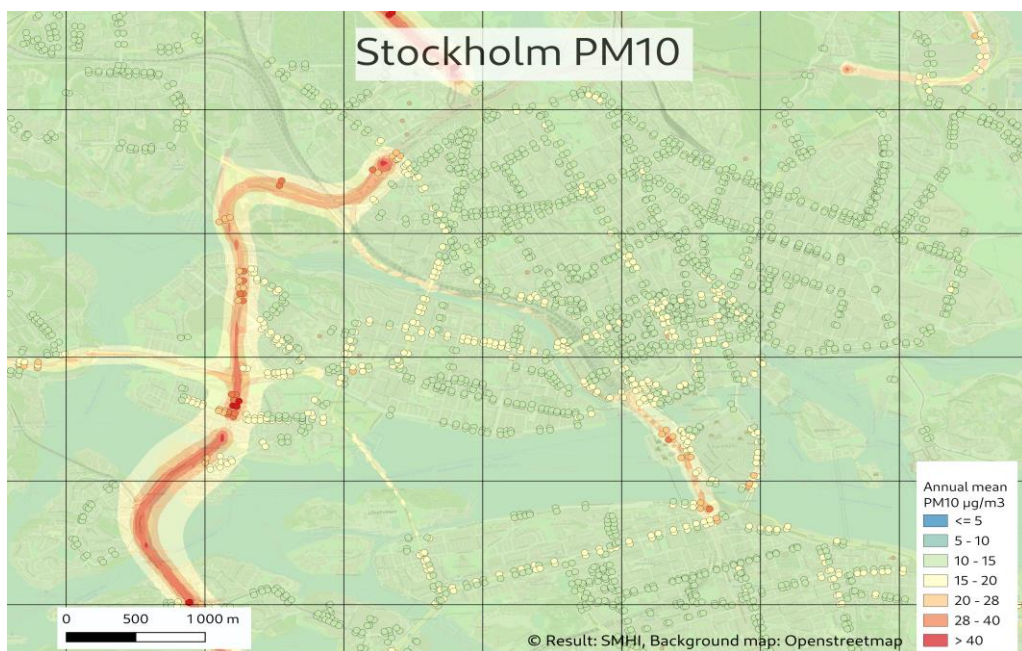 Stockholm PM10
Annual mean
PM10 µg/m3
<= 5
5 - 10
10 - 15
15 - 20
20 - 28
28 - 40
> 40
0 500 1 000 m
© Result: SMHI, Background map: Openstreetmap